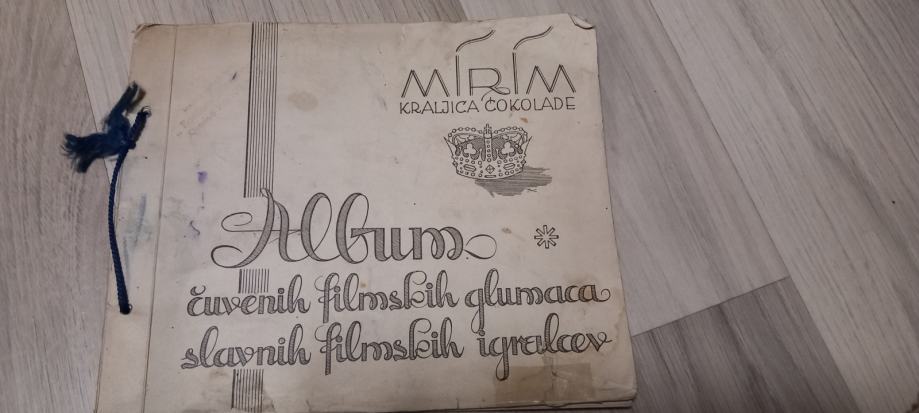 MIRIM
KRALJICA ČOKOLADE
Album
čuvenih filmskih glumaca
slavnih filmskih igralcev